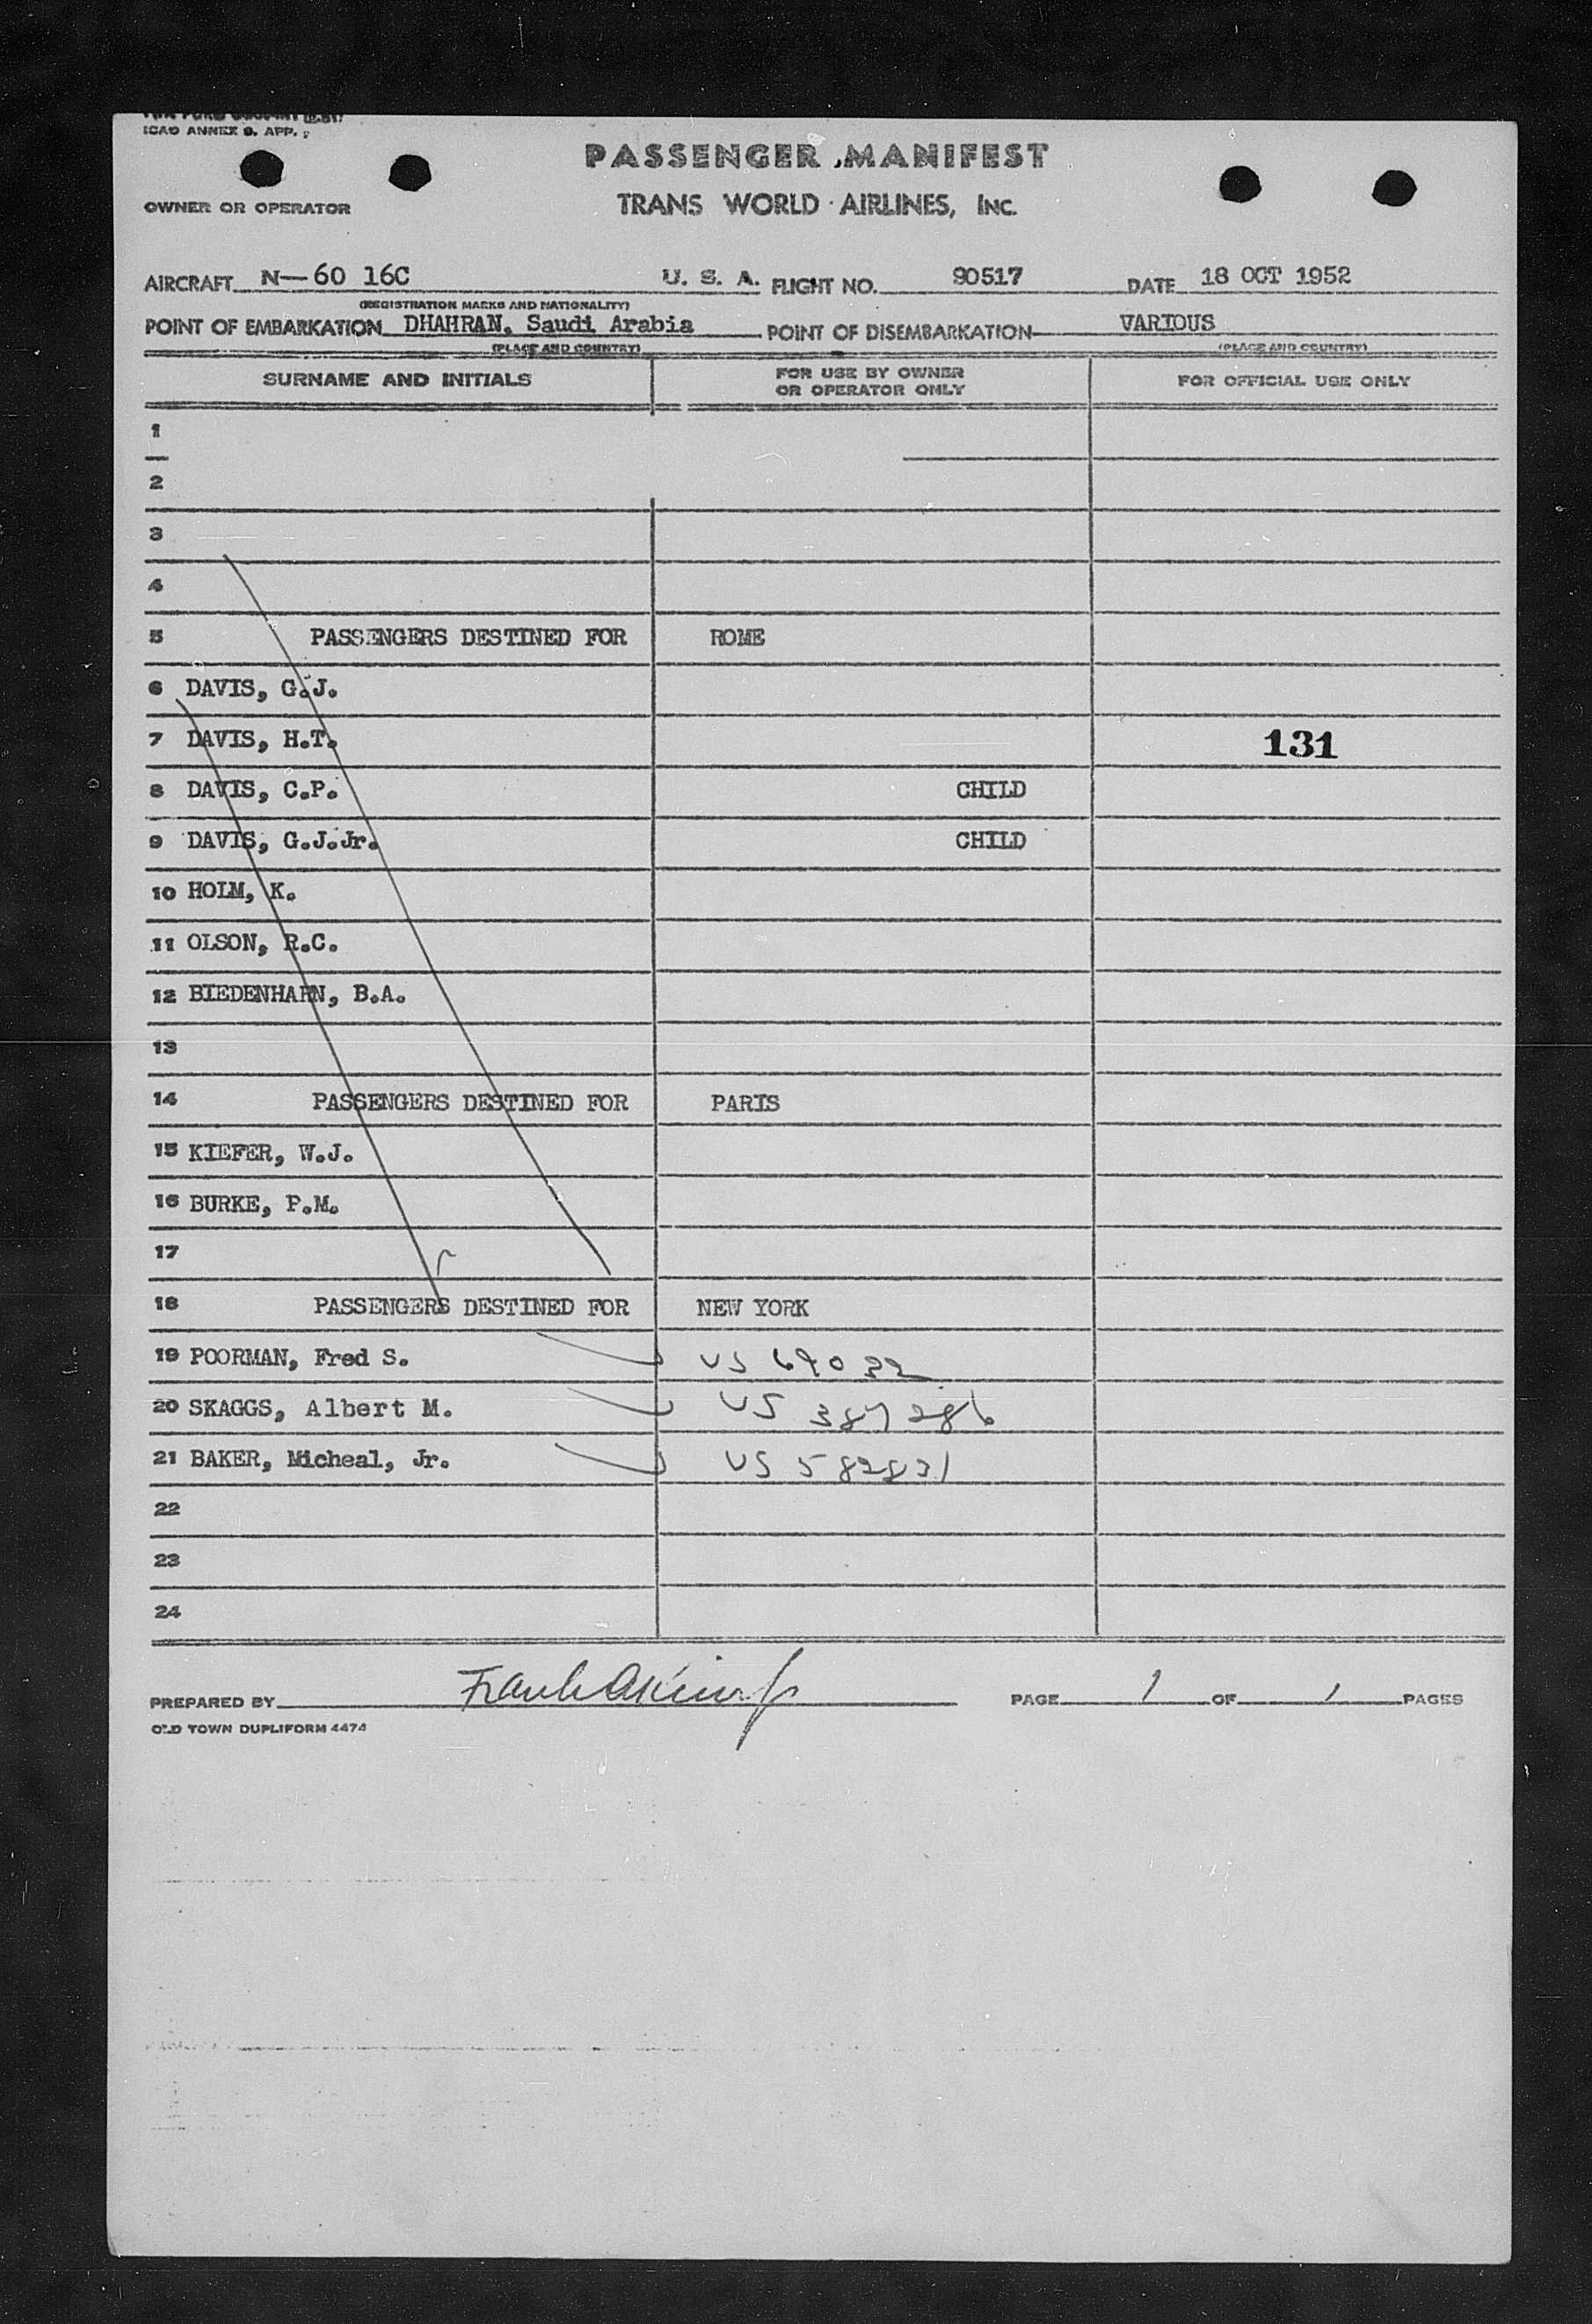 ICAO ANNEX 9. APP.
PASSENGER MANIFEST
OWNER OR OPERATOR
TRANS WORLD AIRLINES, INC.
AIRCRAFT N-60 16C U. S. A. FLIGHT NO. 90517 DATE 18 OCT 1952
(REGISTRATION MARKS AND NATIONALITY)
POINT OF EMBARKATION DHAHRAN, Saudi Arabia POINT OF DISEMBARKATION VARIOUS
(PLACE AND COUNTRY) (PLACE AND COUNTRY)
SURNAME AND INITIALS FOR USE BY OWNER OR OPERATOR ONLY FOR OFFICIAL USE ONLY
1
2
3
4
5 PASSENGERS DESTINED FOR ROME
6 DAVIS, G.J.
7 DAVIS, H.T. 131
8 DAVIS, C.P. CHILD
9 DAVIS, G.J.Jr. CHILD
10 HOLM, K.
11 OLSON, R.C.
12 BIEDENHARN, B.A.
13
14 PASSENGERS DESTINED FOR PARIS
15 KIEFER, W.J.
16 BURKE, P.M.
17
18 PASSENGERS DESTINED FOR NEW YORK
19 POORMAN, Fred S. US 69032
20 SKAGGS, Albert M. US 387286
21 BAKER, Micheal, Jr. US 582821
22
23
24
PREPARED BY PAGE 1 OF 1 PAGES
OLD TOWN DUPLIFORM 4474